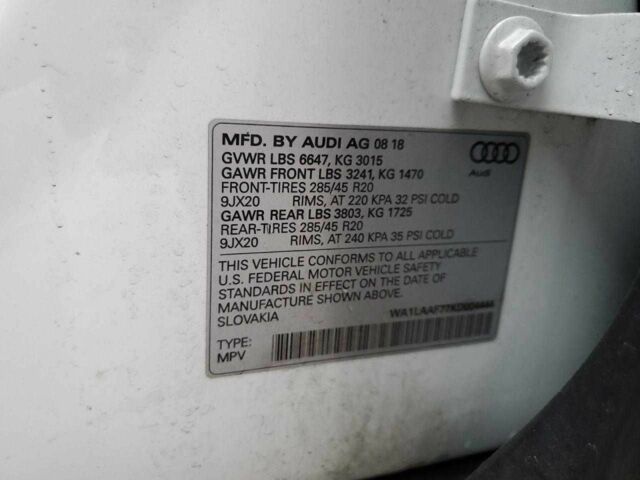 MFD. BY AUDI AG 08 18
GVWR LBS 6647, KG 3015
GAWR FRONT LBS 3241, KG 1470
FRONT-TIRES 285/45 R20
9JX20 RIMS, AT 220 KPA 32 PSI COLD
GAWR REAR LBS 3803, KG 1725
REAR-TIRES 285/45 R20
9JX20 RIMS, AT 240 KPA 35 PSI COLD
Audi
THIS VEHICLE CONFORMS TO ALL APPLICABLE
U.S. FEDERAL MOTOR VEHICLE SAFETY
STANDARDS IN EFFECT ON THE DATE OF
MANUFACTURE SHOWN ABOVE.
SLOVAKIA
WA1LAAF77KD004444
TYPE:
MPV